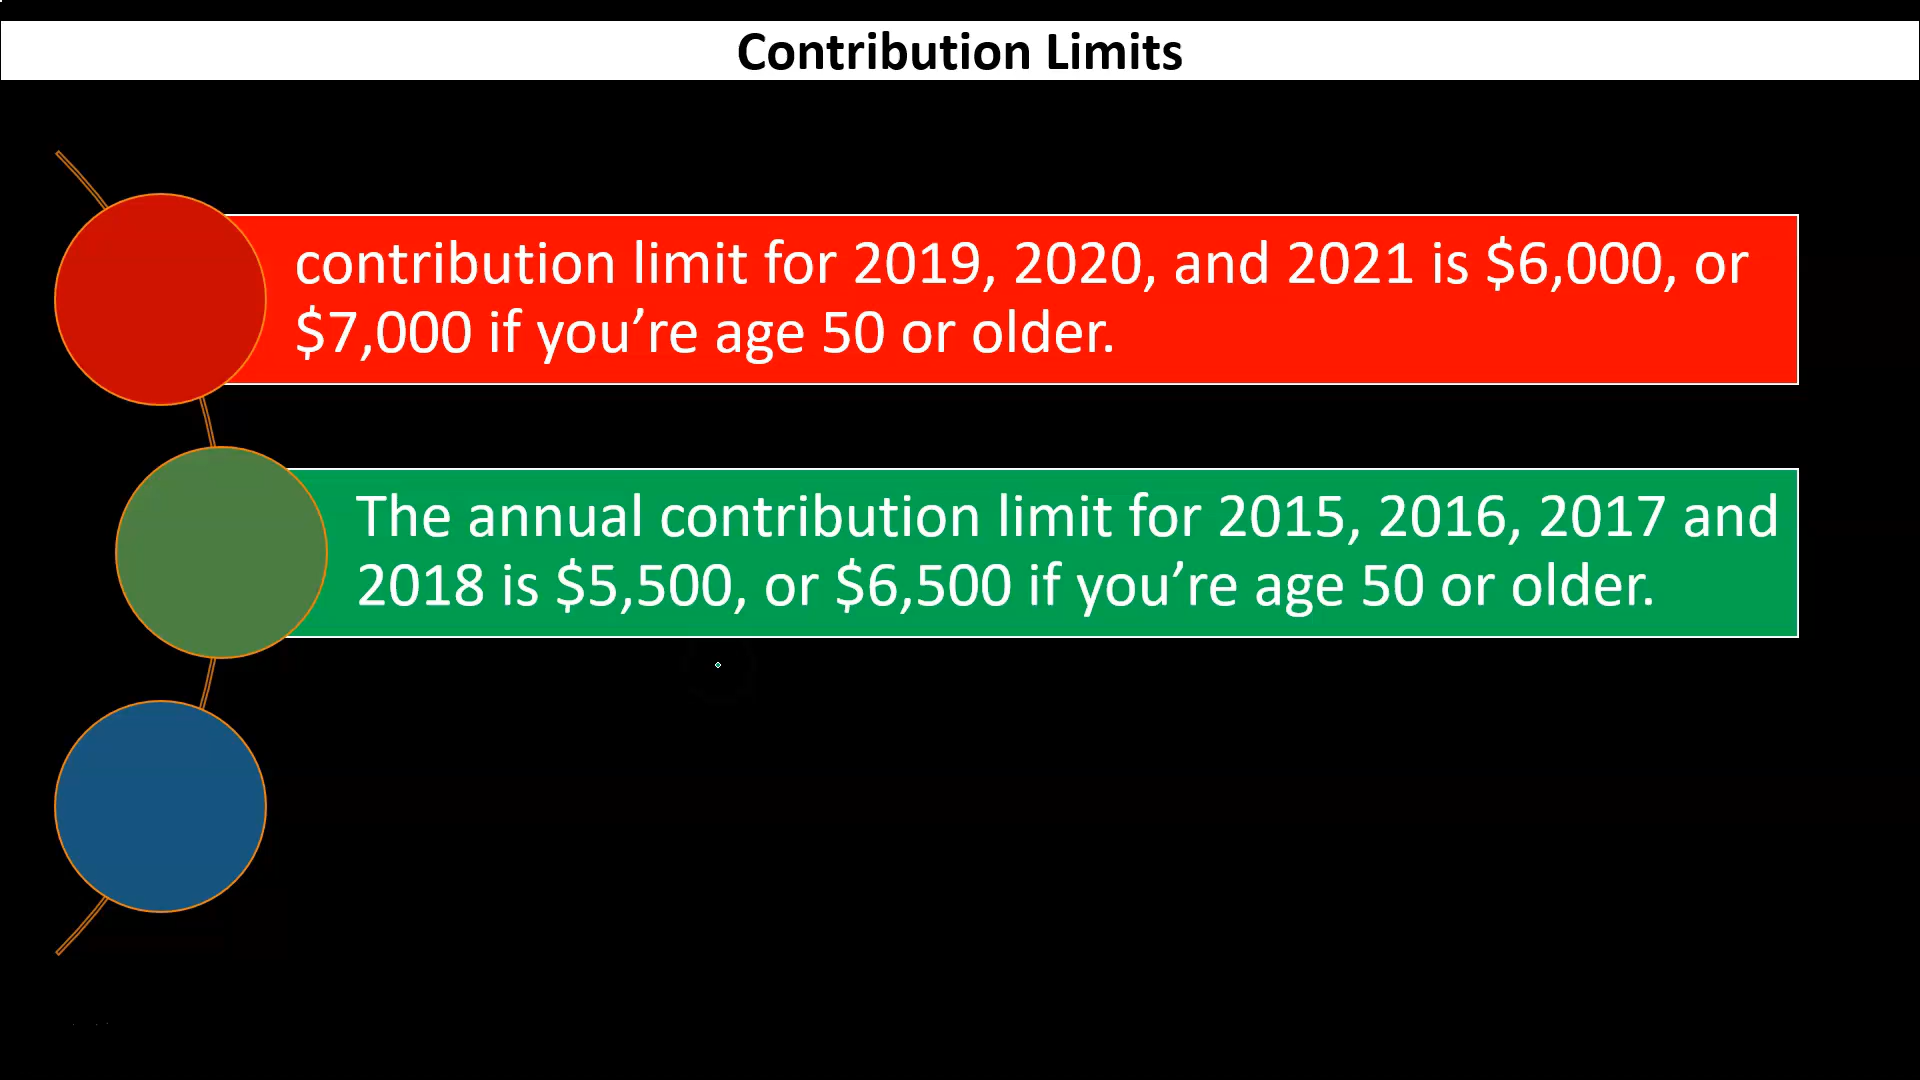 Contribution Limits
contribution limit for 2019, 2020, and 2021 is $6,000, or
$7,000 if you’re age 50 or older.
The annual contribution limit for 2015, 2016, 2017 and
2018 is $5,500, or $6,500 if you’re age 50 or older.